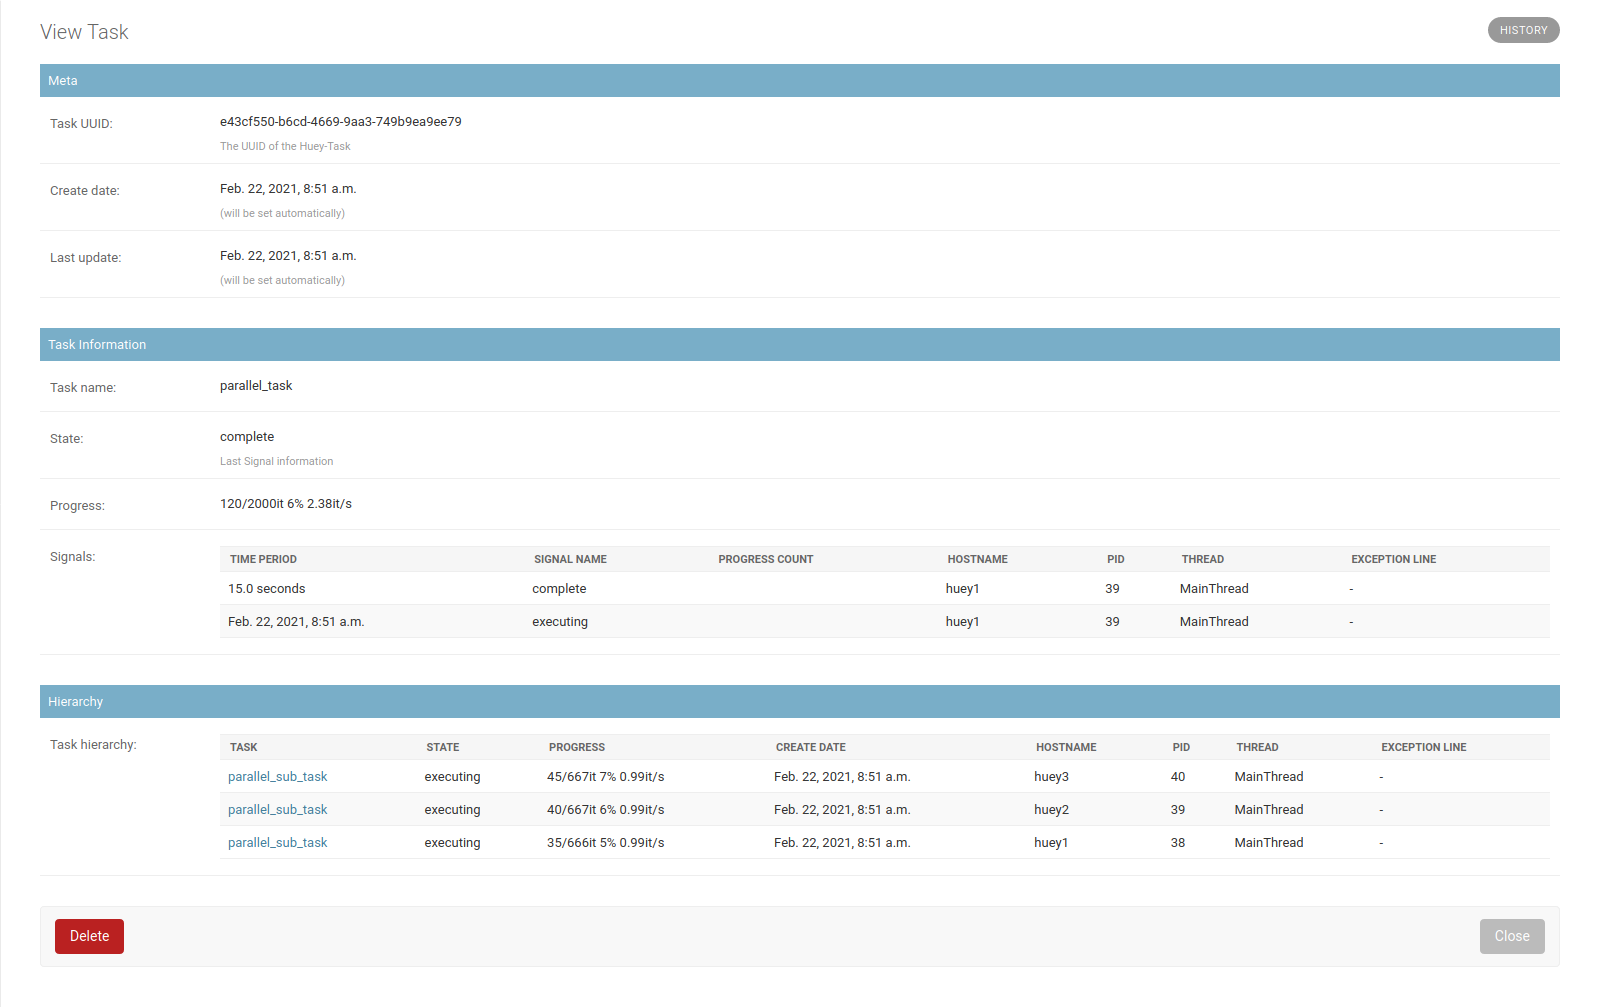 View Task
HISTORY
Meta
Task UUID: e43cf550-b6cd-4669-9aa3-749b9ea9ee79
The UUID of the Huey-Task
Create date: Feb. 22, 2021, 8:51 a.m.
(will be set automatically)
Last update: Feb. 22, 2021, 8:51 a.m.
(will be set automatically)
Task Information
Task name: parallel_task
State: complete
Last Signal information
Progress: 120/2000it 6% 2.38it/s
Signals: TIME PERIOD SIGNAL NAME PROGRESS COUNT HOSTNAME PID THREAD EXCEPTION LINE
15.0 seconds complete huey1 39 MainThread -
Feb. 22, 2021, 8:51 a.m. executing huey1 39 MainThread -
Hierarchy
Task hierarchy: TASK STATE PROGRESS CREATE DATE HOSTNAME PID THREAD EXCEPTION LINE
parallel_sub_task executing 45/667it 7% 0.99it/s Feb. 22, 2021, 8:51 a.m. huey3 40 MainThread -
parallel_sub_task executing 40/667it 6% 0.99it/s Feb. 22, 2021, 8:51 a.m. huey2 39 MainThread -
parallel_sub_task executing 35/666it 5% 0.99it/s Feb. 22, 2021, 8:51 a.m. huey1 38 MainThread -
Delete Close